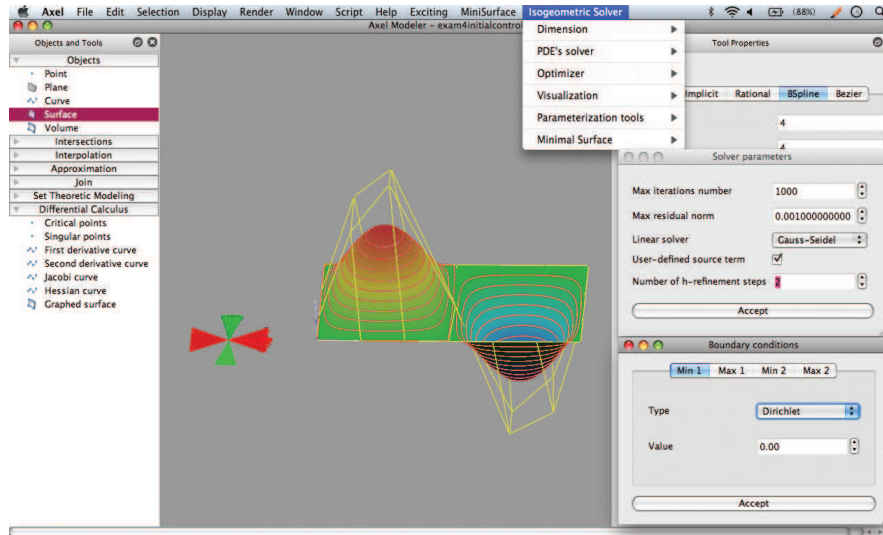 Axel File Edit Selection Display Render Window Script Help Exciting MiniSurface Isogeometric Solver (88%)
Axel Modeler - exam4initialcontrol
Objects and Tools
Objects
Point
Plane
Curve
Surface
Volume
Intersections
Interpolation
Approximation
Join
Set Theoretic Modeling
Differential Calculus
Critical points
Singular points
First derivative curve
Second derivative curve
Jacobi curve
Hessian curve
Graphed surface
Dimension
PDE's solver
Optimizer
Visualization
Parameterization tools
Minimal Surface
Tool Properties
Implicit Rational BSpline Bezier
4
4
Solver parameters
Max iterations number 1000
Max residual norm 0.001000000000
Linear solver Gauss-Seidel
User-defined source term
Number of h-refinement steps 2
Accept
Boundary conditions
Min 1 Max 1 Min 2 Max 2
Type Dirichlet
Value 0.00
Accept